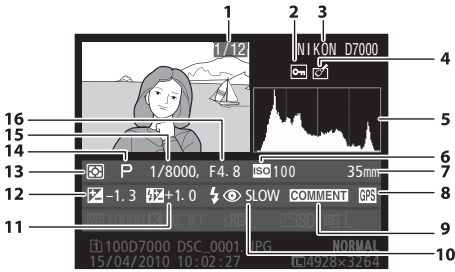 1 2 3
1/12 NIKON D7000
4
16
15
5
14
6
P 1/8000, F4.8 ISO 100 35mm
13 7
12 -1.3 +1.0 SLOW COMMENT GPS 8
9
11
100D7000 DSC_0001.JPG NORMAL
15/04/2010 10:02:27 L 4928×3264
10